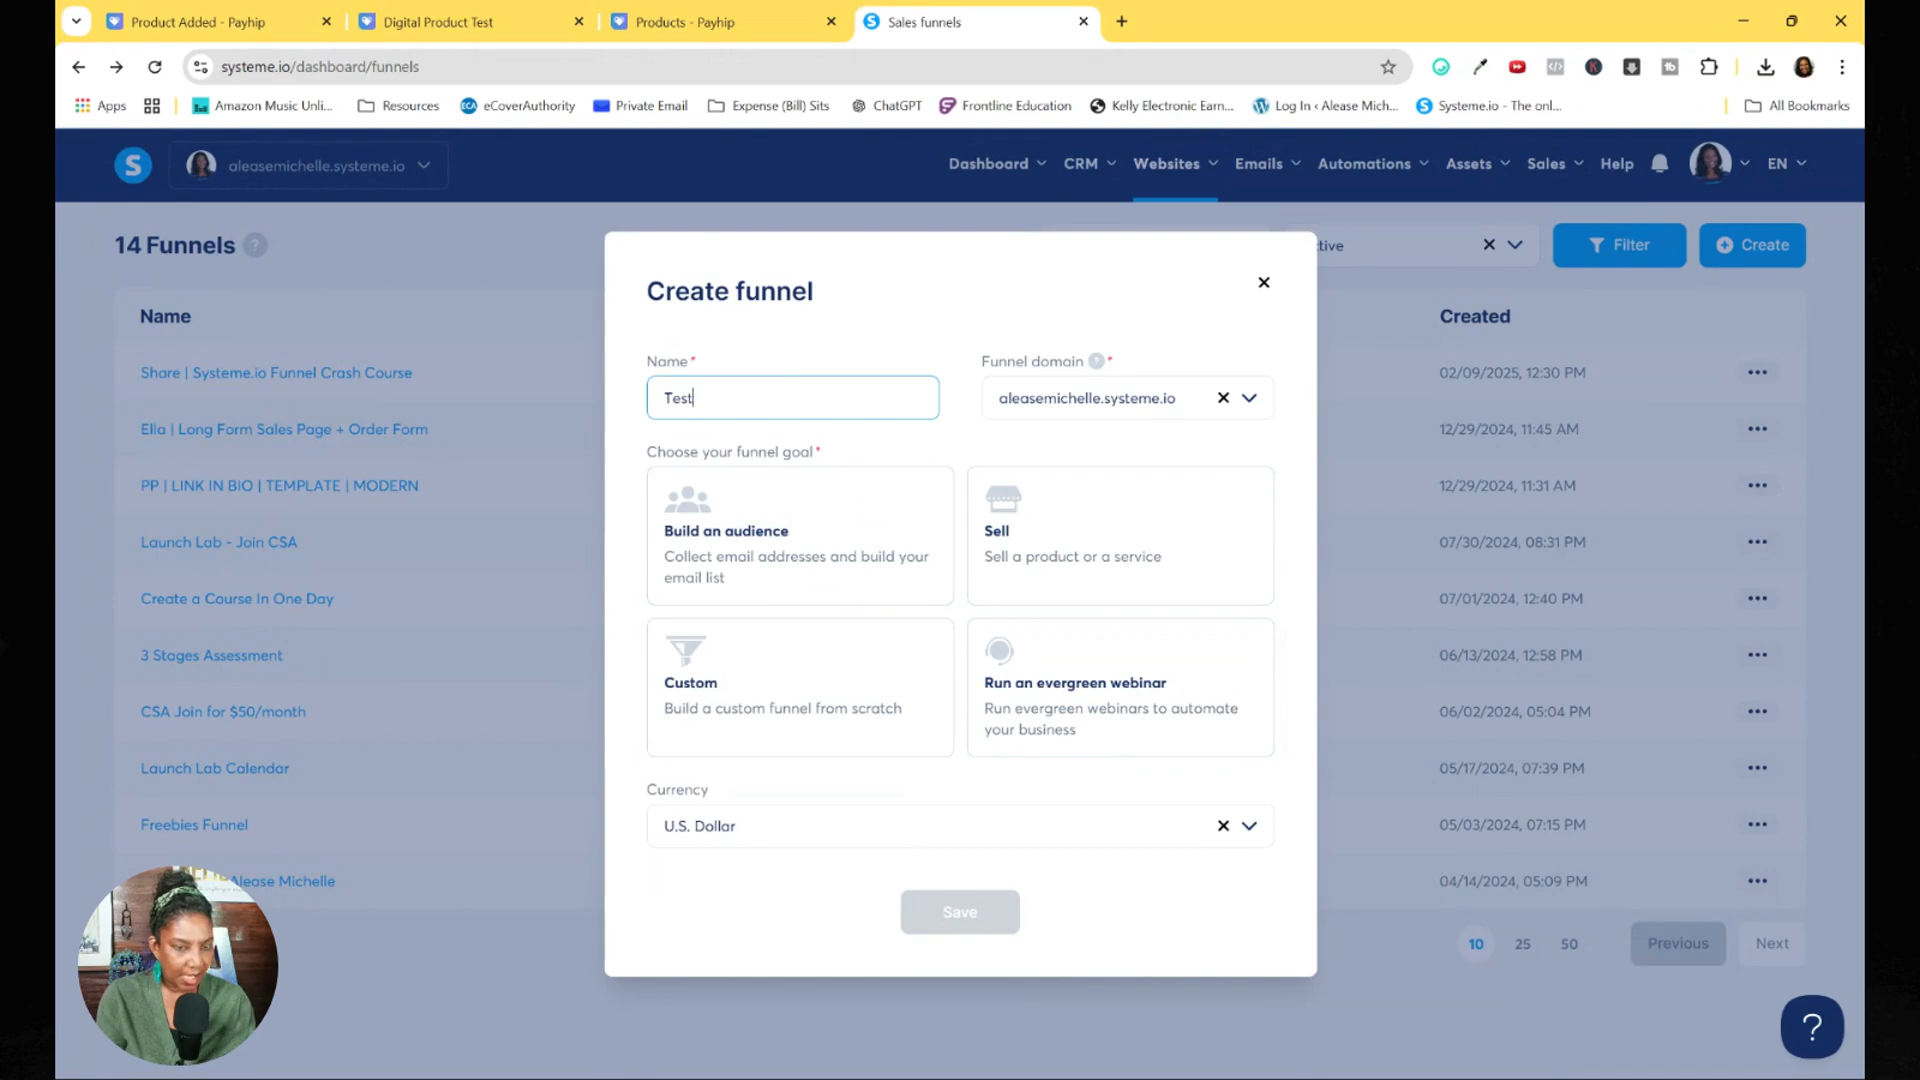 Product Added - Payhip
Digital Product Test
Products - Payhip
Sales funnels
systeme.io/dashboard/funnels
Apps
Amazon Music Unli...
Resources
eCoverAuthority
Private Email
Expense (Bill) Sits
ChatGPT
Frontline Education
Kelly Electronic Earn...
Log In ‹ Alease Mich...
Systeme.io - The onl...
All Bookmarks
S
aleasemichelle.systeme.io
Dashboard
CRM
Websites
Emails
Automations
Assets
Sales
Help
EN
14 Funnels ?
tive
Filter
Create
Name
Created
Share | Systeme.io Funnel Crash Course
02/09/2025, 12:30 PM
Ella | Long Form Sales Page + Order Form
12/29/2024, 11:45 AM
PP | LINK IN BIO | TEMPLATE | MODERN
12/29/2024, 11:31 AM
Launch Lab - Join CSA
07/30/2024, 08:31 PM
Create a Course In One Day
07/01/2024, 12:40 PM
3 Stages Assessment
06/13/2024, 12:58 PM
CSA Join for $50/month
06/02/2024, 05:04 PM
Launch Lab Calendar
05/17/2024, 07:39 PM
Freebies Funnel
05/03/2024, 07:15 PM
Alease Michelle
04/14/2024, 05:09 PM
10 25 50
Previous
Next
?
Create funnel
Name*
Funnel domain ? *
Test
aleasemichelle.systeme.io
Choose your funnel goal*
Build an audience
Collect email addresses and build your
email list
Sell
Sell a product or a service
Custom
Build a custom funnel from scratch
Run an evergreen webinar
Run evergreen webinars to automate
your business
Currency
U.S. Dollar
Save